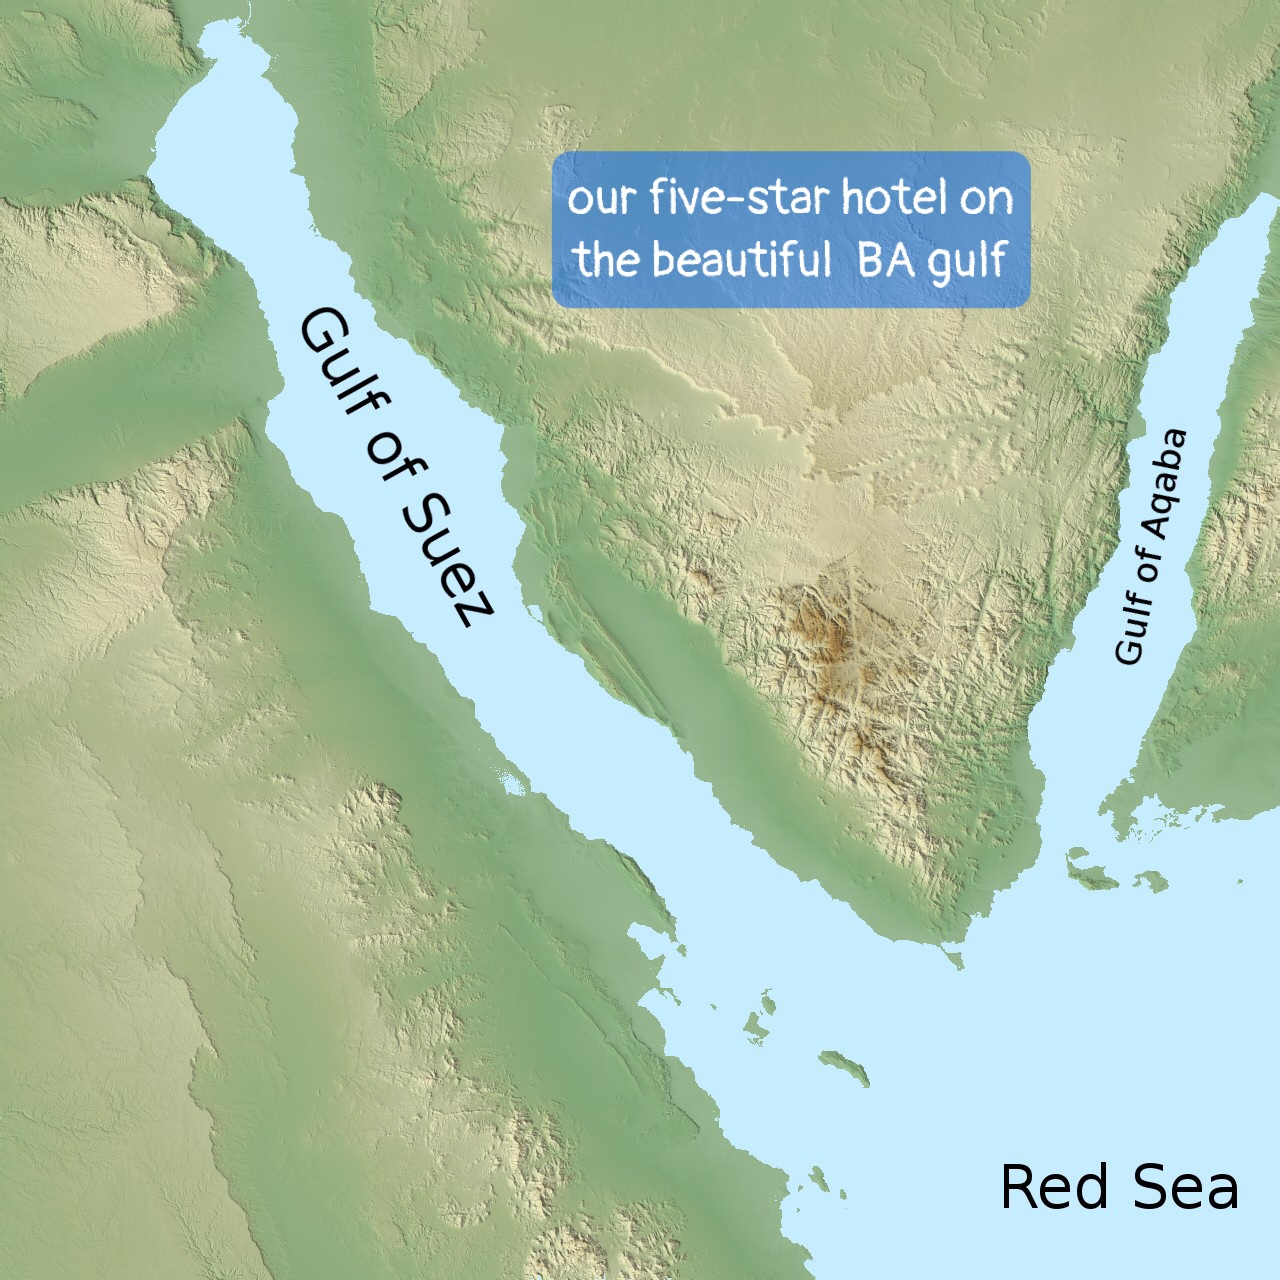 our five-star hotel on
the beautiful  BA gulf
Gulf of Suez
Gulf of Aqaba
Red Sea